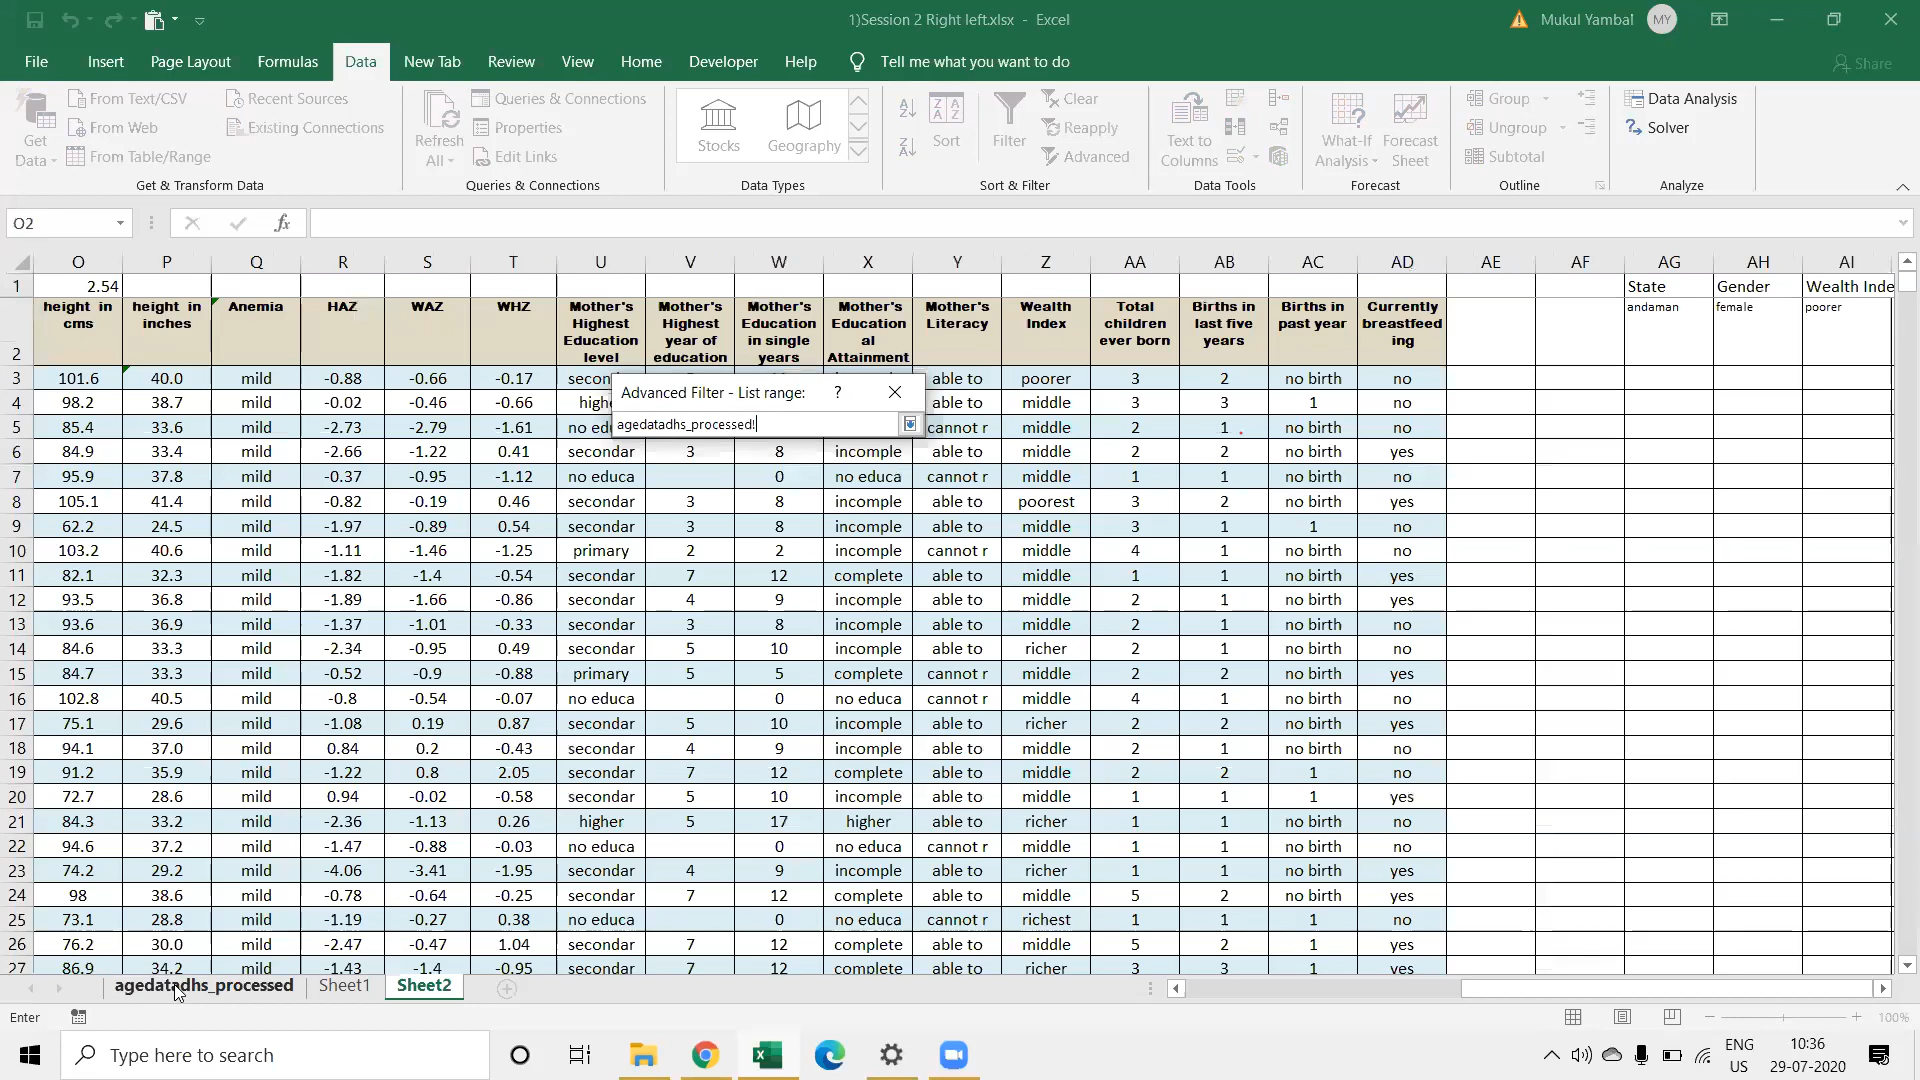 1)Session 2 Right left.xlsx - Excel
Mukul Yambal MY
File Insert Page Layout Formulas Data New Tab Review View Home Developer Help Tell me what you want to do Share
Get Data From Text/CSV From Web From Table/Range Recent Sources Existing Connections
Get & Transform Data
Refresh All Queries & Connections Properties Edit Links
Queries & Connections
Stocks Geography
Data Types
Sort Filter Clear Reapply Advanced
Sort & Filter
Text to Columns
Data Tools
What-If Analysis Forecast Sheet
Forecast
Group Ungroup Subtotal
Outline
Data Analysis Solver
Analyze
O2 fx
O P Q R S T U V W X Y Z AA AB AC AD AE AF AG AH AI
1 2.54 State Gender Wealth Inde
2 height in cms height in inches Anemia HAZ WAZ WHZ Mother's Highest Education level Mother's Highest year of education Mother's Education in single years Mother's Education al Attainment Mother's Literacy Wealth Index Total children ever born Births in last five years Births in past year Currently breastfeed ing andaman female poorer
3 101.6 40.0 mild -0.88 -0.66 -0.17 secon able to poorer 3 2 no birth no
Advanced Filter - List range: ?
agedatadhs_processed!
4 98.2 38.7 mild -0.02 -0.46 -0.66 highe able to middle 3 3 1 no
5 85.4 33.6 mild -2.73 -2.79 -1.61 no edu cannot r middle 2 1 no birth no
6 84.9 33.4 mild -2.66 -1.22 0.41 secondar 3 8 incomple able to middle 2 2 no birth yes
7 95.9 37.8 mild -0.37 -0.95 -1.12 no educa 0 no educa cannot r middle 1 1 no birth no
8 105.1 41.4 mild -0.82 -0.19 0.46 secondar 3 8 incomple able to poorest 3 2 no birth yes
9 62.2 24.5 mild -1.97 -0.89 0.54 secondar 3 8 incomple able to middle 3 1 1 no
10 103.2 40.6 mild -1.11 -1.46 -1.25 primary 2 2 incomple cannot r middle 4 1 no birth no
11 82.1 32.3 mild -1.82 -1.4 -0.54 secondar 7 12 complete able to middle 1 1 no birth yes
12 93.5 36.8 mild -1.89 -1.66 -0.86 secondar 4 9 incomple able to middle 2 1 no birth yes
13 93.6 36.9 mild -1.37 -1.01 -0.33 secondar 3 8 incomple able to middle 2 1 no birth no
14 84.6 33.3 mild -2.34 -0.95 0.49 secondar 5 10 incomple able to richer 2 1 no birth no
15 84.7 33.3 mild -0.52 -0.9 -0.88 primary 5 5 complete cannot r middle 2 2 no birth yes
16 102.8 40.5 mild -0.8 -0.54 -0.07 no educa 0 no educa cannot r middle 4 1 no birth no
17 75.1 29.6 mild -1.08 0.19 0.87 secondar 5 10 incomple able to richer 2 2 no birth yes
18 94.1 37.0 mild 0.84 0.2 -0.43 secondar 4 9 incomple able to middle 2 1 no birth no
19 91.2 35.9 mild -1.22 0.8 2.05 secondar 7 12 complete able to middle 2 2 1 no
20 72.7 28.6 mild 0.94 -0.02 -0.58 secondar 5 10 incomple able to middle 1 1 1 yes
21 84.3 33.2 mild -2.36 -1.13 0.26 higher 5 17 higher able to richer 1 1 no birth no
22 94.6 37.2 mild -1.47 -0.88 -0.03 no educa 0 no educa cannot r middle 1 1 no birth no
23 74.2 29.2 mild -4.06 -3.41 -1.95 secondar 4 9 incomple able to richer 1 1 no birth yes
24 98 38.6 mild -0.78 -0.64 -0.25 secondar 7 12 complete able to middle 5 2 no birth yes
25 73.1 28.8 mild -1.19 -0.27 0.38 no educa 0 no educa cannot r richest 1 1 1 no
26 76.2 30.0 mild -2.47 -0.47 1.04 secondar 7 12 complete able to middle 5 2 1 yes
27 86.9 34.2 mild -1.43 -1.4 -0.95 secondar 7 12 complete able to richer 3 3 1 yes
agedatadhs_processed Sheet1 Sheet2
Enter 100%
Type here to search ENG US 10:36 29-07-2020